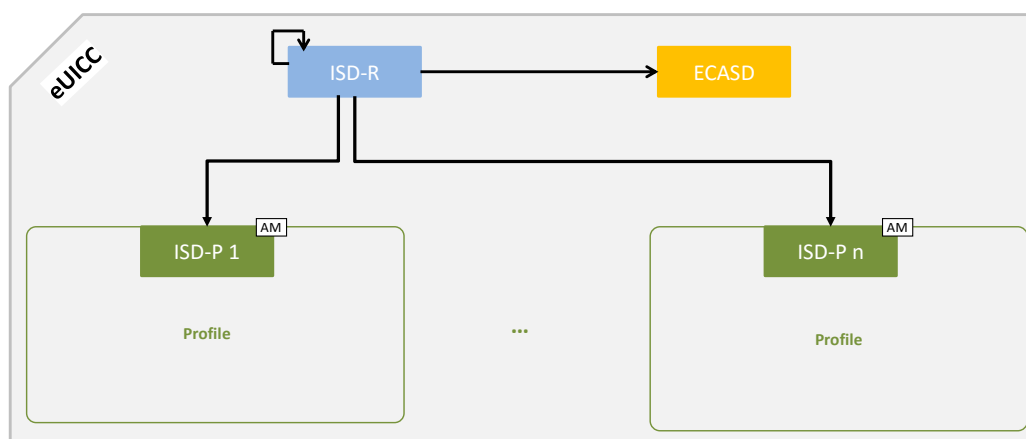 eUICC
ISD-R
ECASD
AM
ISD-P 1
AM
ISD-P n
Profile
...
Profile